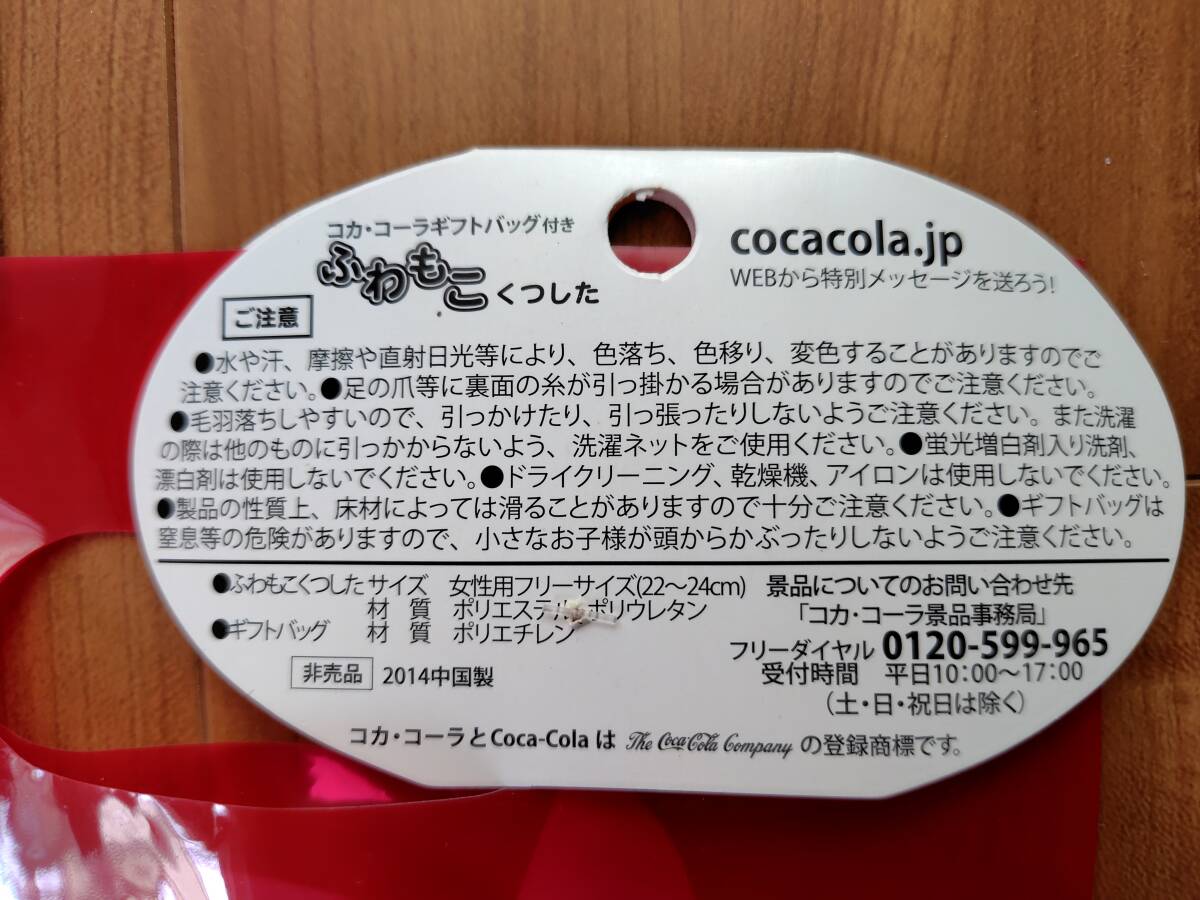 コカ・コーラギフトバッグ付き
ふわもこくつした
cocacola.jp
WEBから特別メッセージを送ろう!
ご注意
●水や汗、摩擦や直射日光等により、色落ち、色移り、変色することがありますのでご
注意ください。●足の爪等に裏面の糸が引っ掛かる場合がありますのでご注意ください。
●毛羽落ちしやすいので、引っかけたり、引っ張ったりしないようご注意ください。また洗濯
の際は他のものに引っかからないよう、洗濯ネットをご使用ください。●蛍光増白剤入り洗剤、
漂白剤は使用しないでください。●ドライクリーニング、乾燥機、アイロンは使用しないでください。
●製品の性質上、床材によっては滑ることがありますので十分ご注意ください。●ギフトバッグは
窒息等の危険がありますので、小さなお子様が頭からかぶったりしないようご注意ください。
●ふわもこくつした サイズ 女性用フリーサイズ(22〜24cm)
材 質 ポリエステル ポリウレタン
●ギフトバッグ 材 質 ポリエチレン
非売品 2014中国製
景品についてのお問い合わせ先
「コカ・コーラ景品事務局」
フリーダイヤル 0120-599-965
受付時間 平日10:00〜17:00
(土・日・祝日は除く)
コカ・コーラとCoca-Cola は The Coca-Cola Company の登録商標です。